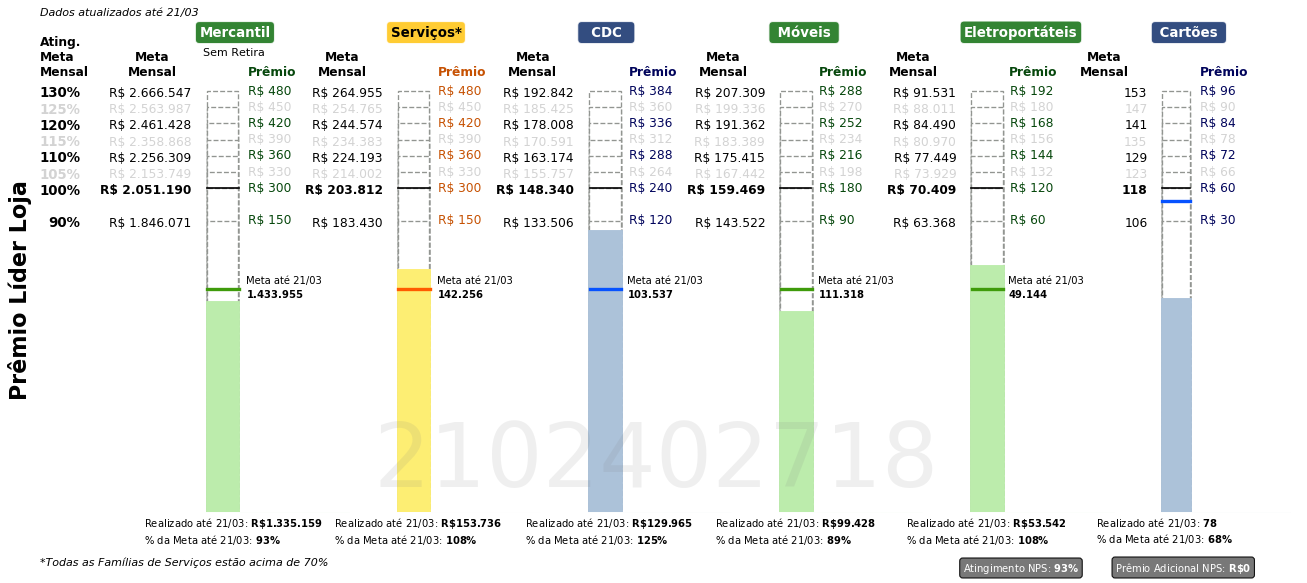 Dados atualizados até 21/03
Mercantil Serviços* CDC Móveis Eletroportáteis Cartões
Sem Retira
Ating. Meta Mensal
Meta Mensal Prêmio Meta Mensal Prêmio Meta Mensal Prêmio Meta Mensal Prêmio Meta Mensal Prêmio Meta Mensal Prêmio
130% R$ 2.666.547 R$ 480 R$ 264.955 R$ 480 R$ 192.842 R$ 384 R$ 207.309 R$ 288 R$ 91.531 R$ 192 153 R$ 96
125% R$ 2.563.987 R$ 450 R$ 254.765 R$ 450 R$ 185.425 R$ 360 R$ 199.336 R$ 270 R$ 88.011 R$ 180 147 R$ 90
120% R$ 2.461.428 R$ 420 R$ 244.574 R$ 420 R$ 178.008 R$ 336 R$ 191.362 R$ 252 R$ 84.490 R$ 168 141 R$ 84
115% R$ 2.358.868 R$ 390 R$ 234.383 R$ 390 R$ 170.591 R$ 312 R$ 183.389 R$ 234 R$ 80.970 R$ 156 135 R$ 78
110% R$ 2.256.309 R$ 360 R$ 224.193 R$ 360 R$ 163.174 R$ 288 R$ 175.415 R$ 216 R$ 77.449 R$ 144 129 R$ 72
105% R$ 2.153.749 R$ 330 R$ 214.002 R$ 330 R$ 155.757 R$ 264 R$ 167.442 R$ 198 R$ 73.929 R$ 132 123 R$ 66
100% R$ 2.051.190 R$ 300 R$ 203.812 R$ 300 R$ 148.340 R$ 240 R$ 159.469 R$ 180 R$ 70.409 R$ 120 118 R$ 60
90% R$ 1.846.071 R$ 150 R$ 183.430 R$ 150 R$ 133.506 R$ 120 R$ 143.522 R$ 90 R$ 63.368 R$ 60 106 R$ 30
Prêmio Líder Loja
Meta até 21/03 Meta até 21/03 Meta até 21/03 Meta até 21/03 Meta até 21/03
1.433.955 142.256 103.537 111.318 49.144
2102402718
Realizado até 21/03: R$1.335.159 Realizado até 21/03: R$153.736 Realizado até 21/03: R$129.965 Realizado até 21/03: R$99.428 Realizado até 21/03: R$53.542 Realizado até 21/03: 78
% da Meta até 21/03: 93% % da Meta até 21/03: 108% % da Meta até 21/03: 125% % da Meta até 21/03: 89% % da Meta até 21/03: 108% % da Meta até 21/03: 68%
*Todas as Famílias de Serviços estão acima de 70%
Atingimento NPS: 93% Prêmio Adicional NPS: R$0